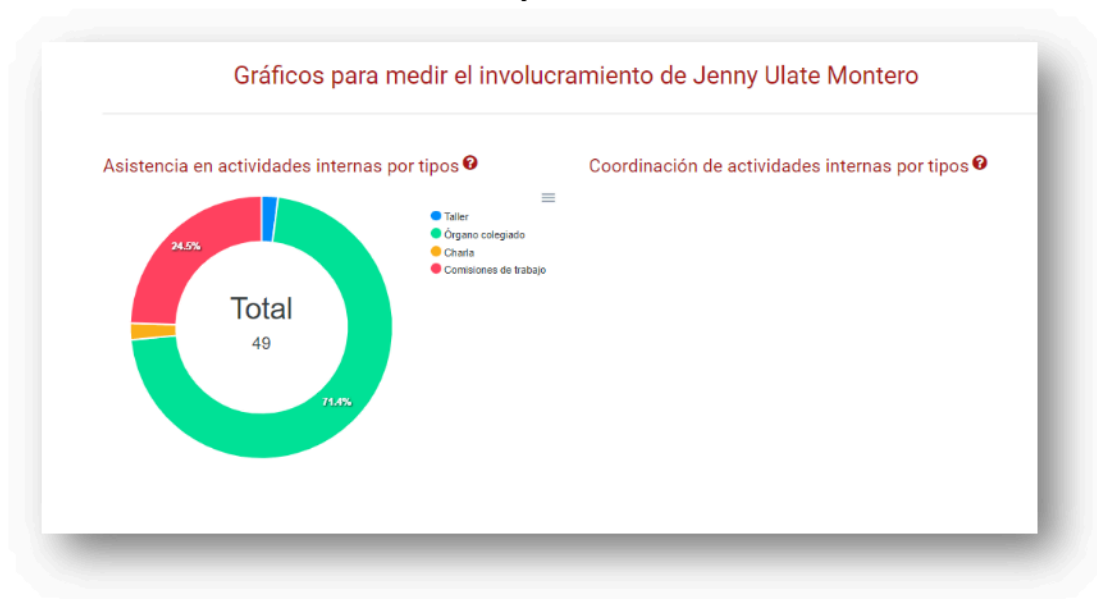 Gráficos para medir el involucramiento de Jenny Ulate Montero
Asistencia en actividades internas por tipos
Coordinación de actividades internas por tipos
Taller
Órgano colegiado
Charla
Comisiones de trabajo
24.5%
Total
49
71.4%